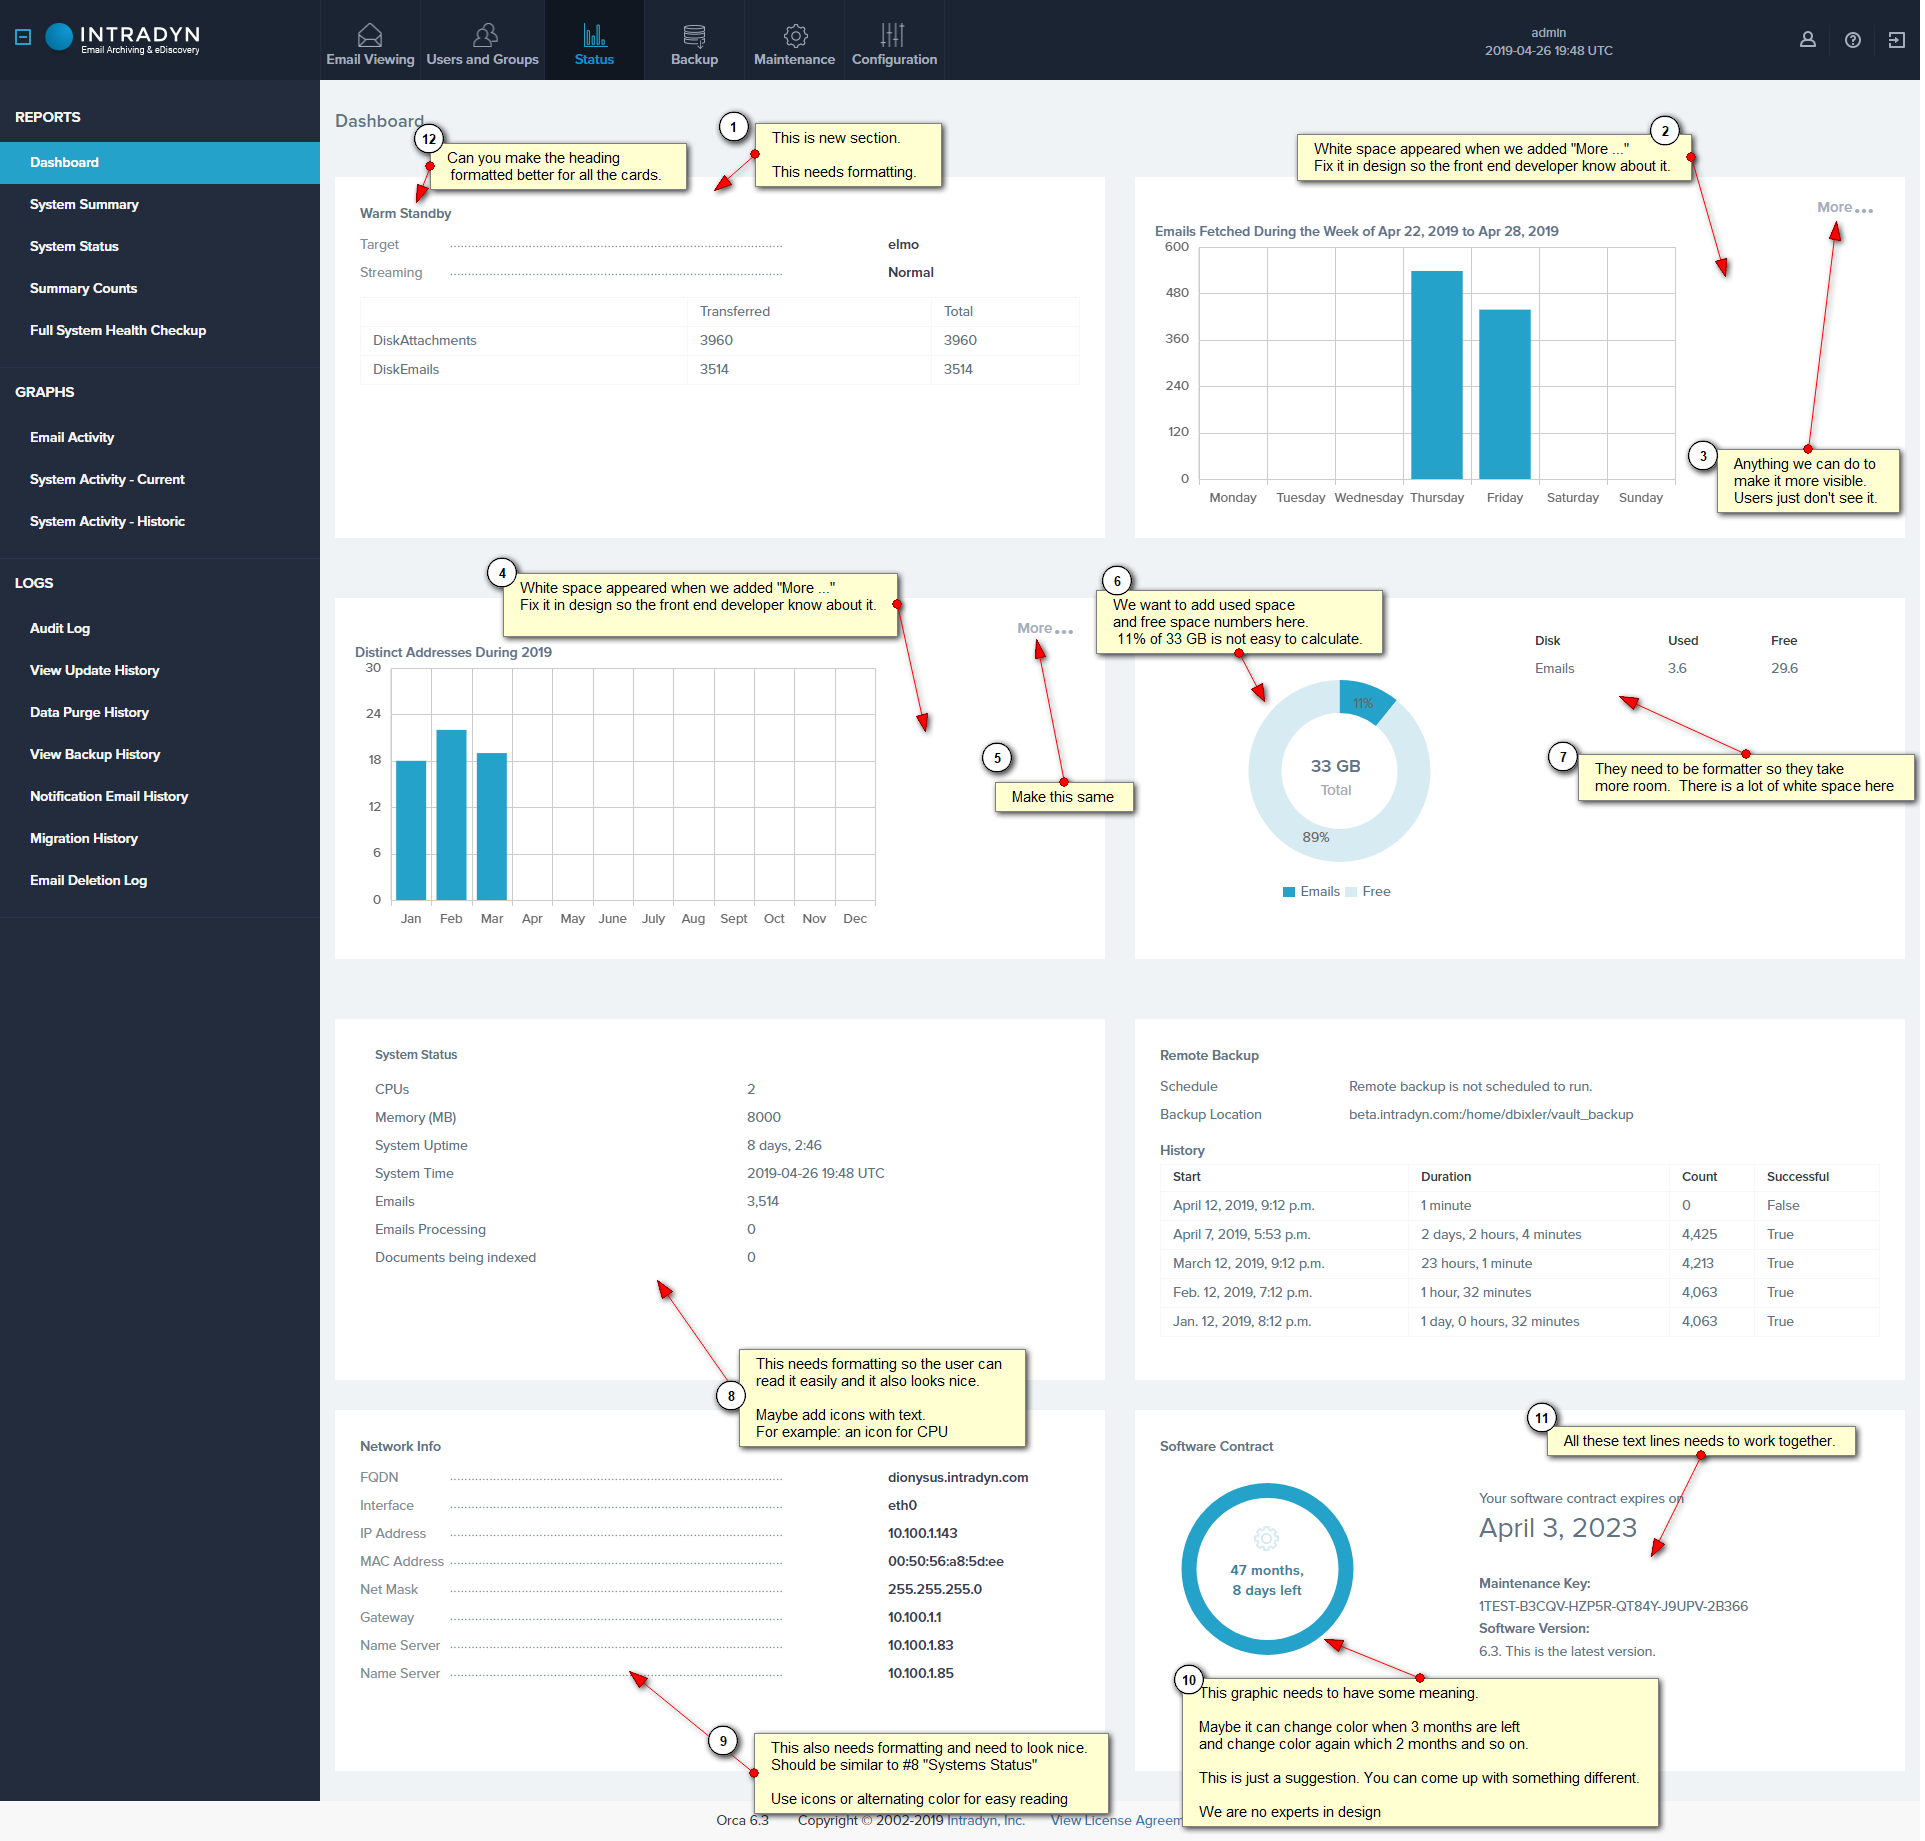 INTRADYN
Email Archiving & eDiscovery
Email Viewing
Users and Groups
Status
Backup
Maintenance
Configuration
admin
2019-04-26 19:48 UTC
REPORTS
Dashboard
System Summary
System Status
Summary Counts
Full System Health Checkup
GRAPHS
Email Activity
System Activity - Current
System Activity - Historic
LOGS
Audit Log
View Update History
Data Purge History
View Backup History
Notification Email History
Migration History
Email Deletion Log
Dashboard
12
Can you make the heading
formatted better for all the cards.
1
This is new section.
This needs formatting.
Warm Standby
Target elmo
Streaming Normal
Transferred Total
DiskAttachments 3960 3960
DiskEmails 3514 3514
2
White space appeared when we added "More ..."
Fix it in design so the front end developer know about it.
More...
Emails Fetched During the Week of Apr 22, 2019 to Apr 28, 2019
600
480
360
240
120
0
Monday Tuesday Wednesday Thursday Friday Saturday Sunday
3
Anything we can do to
make it more visible.
Users just don't see it.
4
White space appeared when we added "More ..."
Fix it in design so the front end developer know about it.
More...
Distinct Addresses During 2019
30
24
18
12
6
0
Jan Feb Mar Apr May June July Aug Sept Oct Nov Dec
5
Make this same
6
We want to add used space
and free space numbers here.
11% of 33 GB is not easy to calculate.
11%
33 GB
Total
89%
Emails Free
Disk Used Free
Emails 3.6 29.6
7
They need to be formatter so they take
more room. There is a lot of white space here
System Status
CPUs 2
Memory (MB) 8000
System Uptime 8 days, 2:46
System Time 2019-04-26 19:48 UTC
Emails 3,514
Emails Processing 0
Documents being indexed 0
8
This needs formatting so the user can
read it easily and it also looks nice.
Maybe add icons with text.
For example: an icon for CPU
Remote Backup
Schedule Remote backup is not scheduled to run.
Backup Location beta.intradyn.com:/home/dbixler/vault_backup
History
Start Duration Count Successful
April 12, 2019, 9:12 p.m. 1 minute 0 False
April 7, 2019, 5:53 p.m. 2 days, 2 hours, 4 minutes 4,425 True
March 12, 2019, 9:12 p.m. 23 hours, 1 minute 4,213 True
Feb. 12, 2019, 7:12 p.m. 1 hour, 32 minutes 4,063 True
Jan. 12, 2019, 8:12 p.m. 1 day, 0 hours, 32 minutes 4,063 True
Network Info
FQDN dionysus.intradyn.com
Interface eth0
IP Address 10.100.1.143
MAC Address 00:50:56:a8:5d:ee
Net Mask 255.255.255.0
Gateway 10.100.1.1
Name Server 10.100.1.83
Name Server 10.100.1.85
9
This also needs formatting and need to look nice.
Should be similar to #8 "Systems Status"
Use icons or alternating color for easy reading
Software Contract
11
All these text lines needs to work together.
47 months,
8 days left
Your software contract expires on
April 3, 2023
Maintenance Key:
1TEST-B3CQV-HZP5R-QT84Y-J9UPV-2B366
Software Version:
6.3. This is the latest version.
10
This graphic needs to have some meaning.
Maybe it can change color when 3 months are left
and change color again which 2 months and so on.
This is just a suggestion. You can come up with something different.
We are no experts in design
Orca 6.3 Copyright © 2002-2019 Intradyn, Inc. View License Agreem